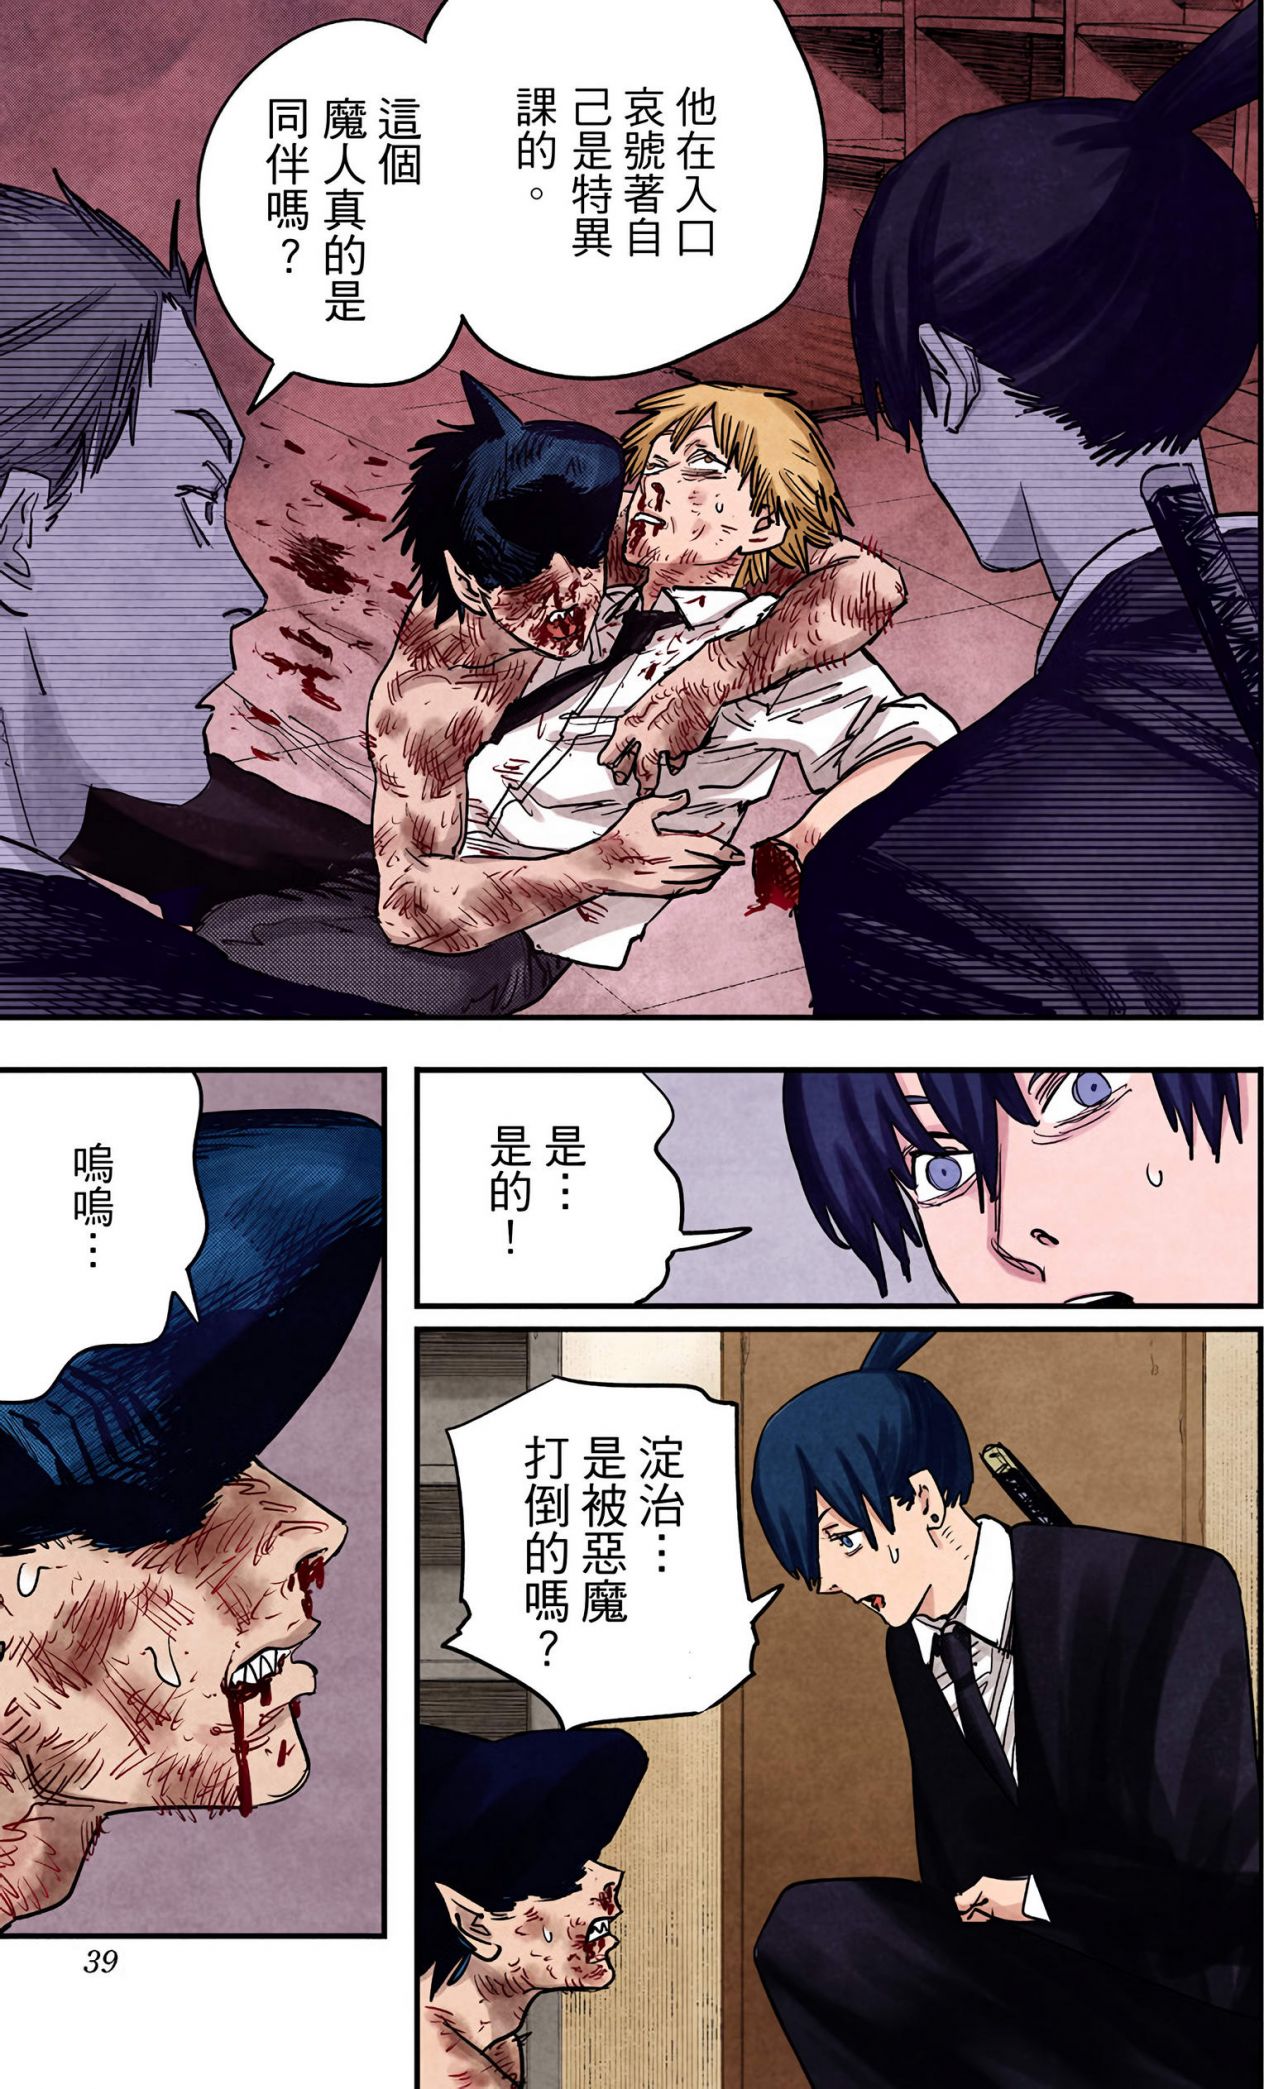 他在入口
哀號著自
己是特異
課的。
這個
魔人真的是
同伴嗎？
是…
是的！
淀治…
是被惡魔
打倒的嗎？
嗚嗚…
39